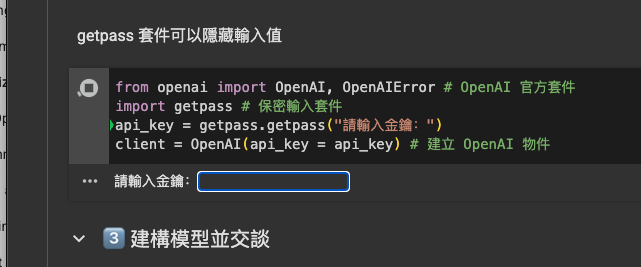 getpass 套件可以隱藏輸入值
from openai import OpenAI, OpenAIError # OpenAI 官方套件
import getpass # 保密輸入套件
api_key = getpass.getpass("請輸入金鑰：")
client = OpenAI(api_key = api_key) # 建立 OpenAI 物件
請輸入金鑰：
3 建構模型並交談